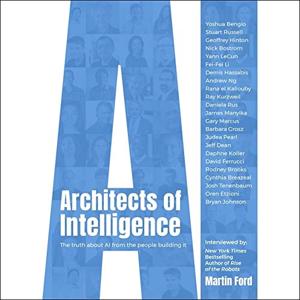 Yoshua Bengio
Stuart Russell
Geoffrey Hinton
Nick Bostrom
Yann LeCun
Fei-Fei Li
Demis Hassabis
Andrew Ng
Rana el Kaliouby
Ray Kurzweil
Daniela Rus
James Manyika
Gary Marcus
Barbara Grosz
Judea Pearl
Jeff Dean
Daphne Koller
David Ferrucci
Rodney Brooks
Cynthia Breazeal
Josh Tenenbaum
Oren Etzioni
Bryan Johnson
AI
Architects of
Intelligence
The truth about AI from the people building it
Interviewed by:
New York Times
Bestselling
Author of Rise
of the Robots
Martin Ford